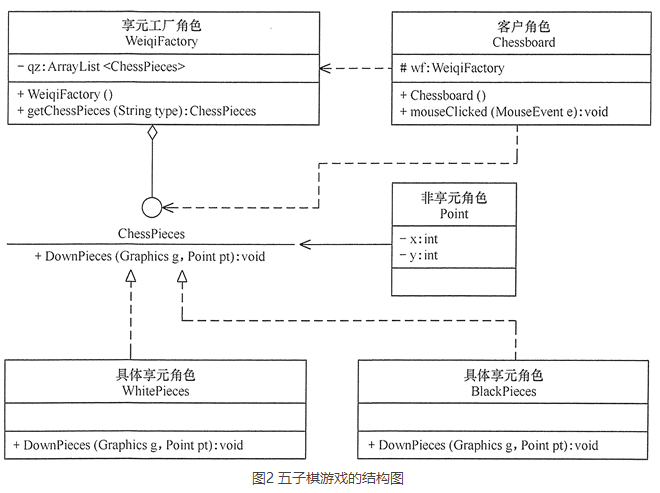 享元工厂角色
WeiqiFactory
- qz:ArrayList <ChessPieces>
+ WeiqiFactory ()
+ getChessPieces (String type):ChessPieces
客户角色
Chessboard
# wf:WeiqiFactory
+ Chessboard ()
+ mouseClicked (MouseEvent e):void
ChessPieces
+ DownPieces (Graphics g, Point pt):void
非享元角色
Point
- x:int
- y:int
具体享元角色
WhitePieces
+ DownPieces (Graphics g, Point pt):void
具体享元角色
BlackPieces
+ DownPieces (Graphics g, Point pt):void
图2 五子棋游戏的结构图